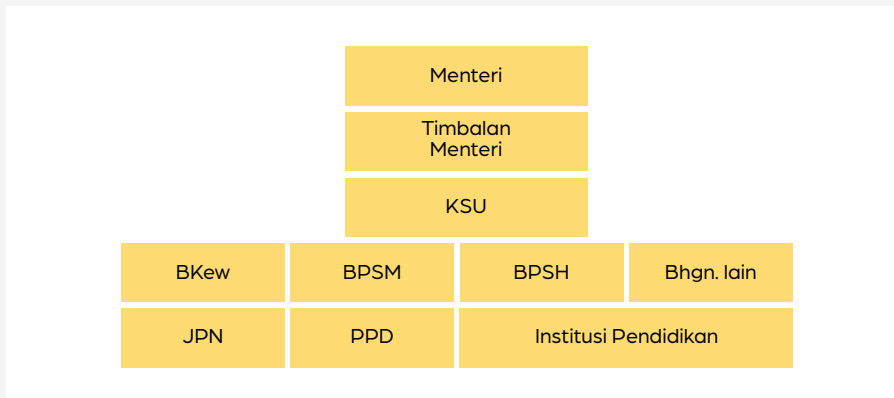 Menteri
Timbalan
Menteri
KSU
BKew
BPSM
BPSH
Bhgn. lain
JPN
PPD
Institusi Pendidikan